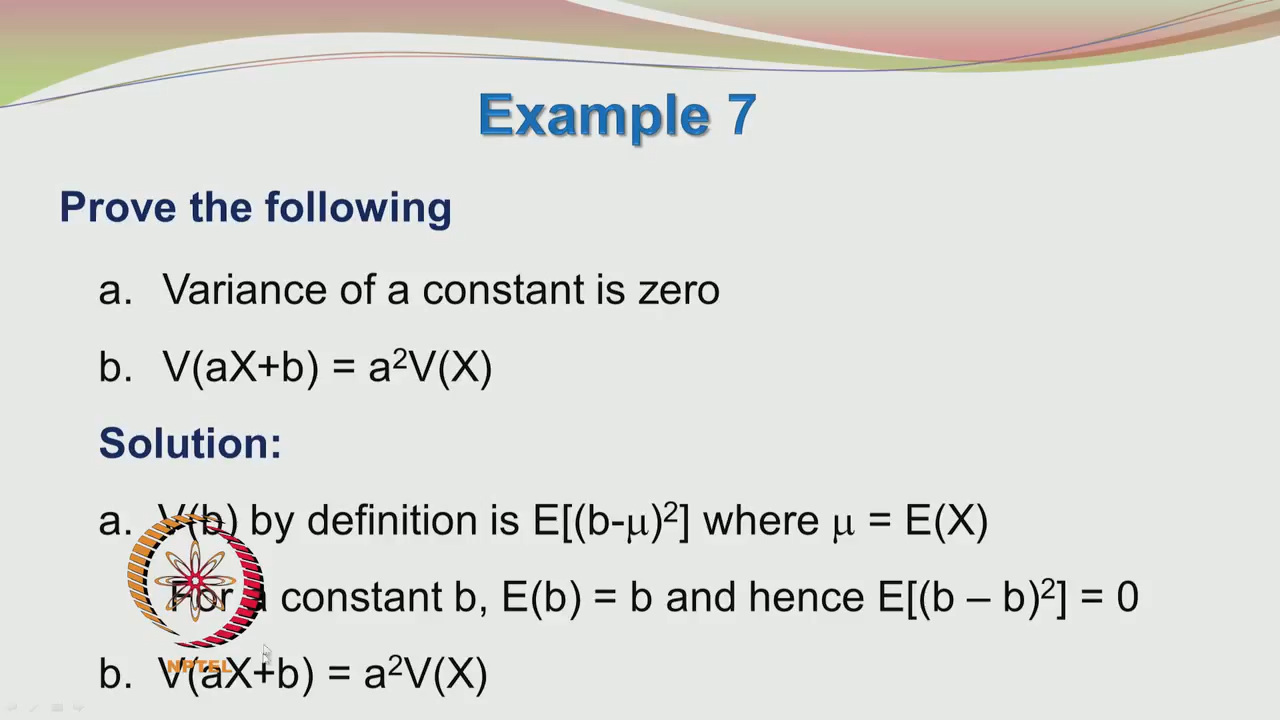 Example 7
Prove the following
a. Variance of a constant is zero
b. V(aX+b) = a²V(X)
Solution:
a. V(b) by definition is E[(b-μ)²] where μ = E(X)
For a constant b, E(b) = b and hence E[(b – b)²] = 0
b. V(aX+b) = a²V(X)
NPTEL